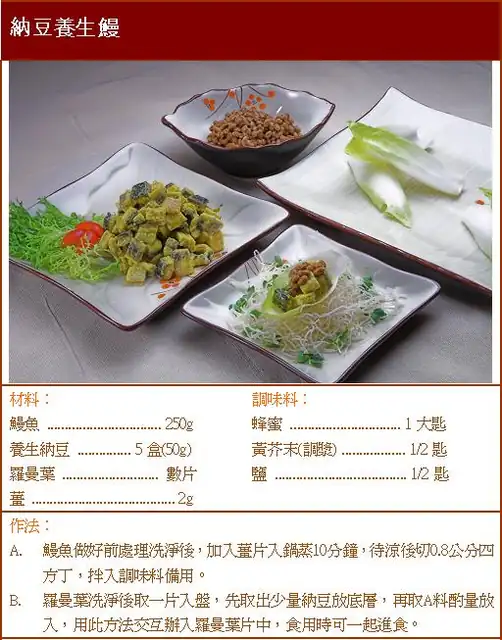 納豆養生鰻
材料：
鰻魚 ................................. 250g
養生納豆 ............... 5 盒(50g)
羅曼葉 ........................... 數片
薑 ........................................ 2g
調味料：
蜂蜜 ............................... 1 大匙
黃芥末(調漿) .................. 1/2 匙
鹽 ..................................... 1/2 匙
作法：
A. 鰻魚做好前處理洗淨後，加入薑片入鍋蒸10分鐘，待涼後切0.8公分四
方丁，拌入調味料備用。
B. 羅曼葉洗淨後取一片入盤，先取出少量納豆放底層，再取A料酌量放
入，用此方法交互辦入羅曼葉片中，食用時可一起進食。